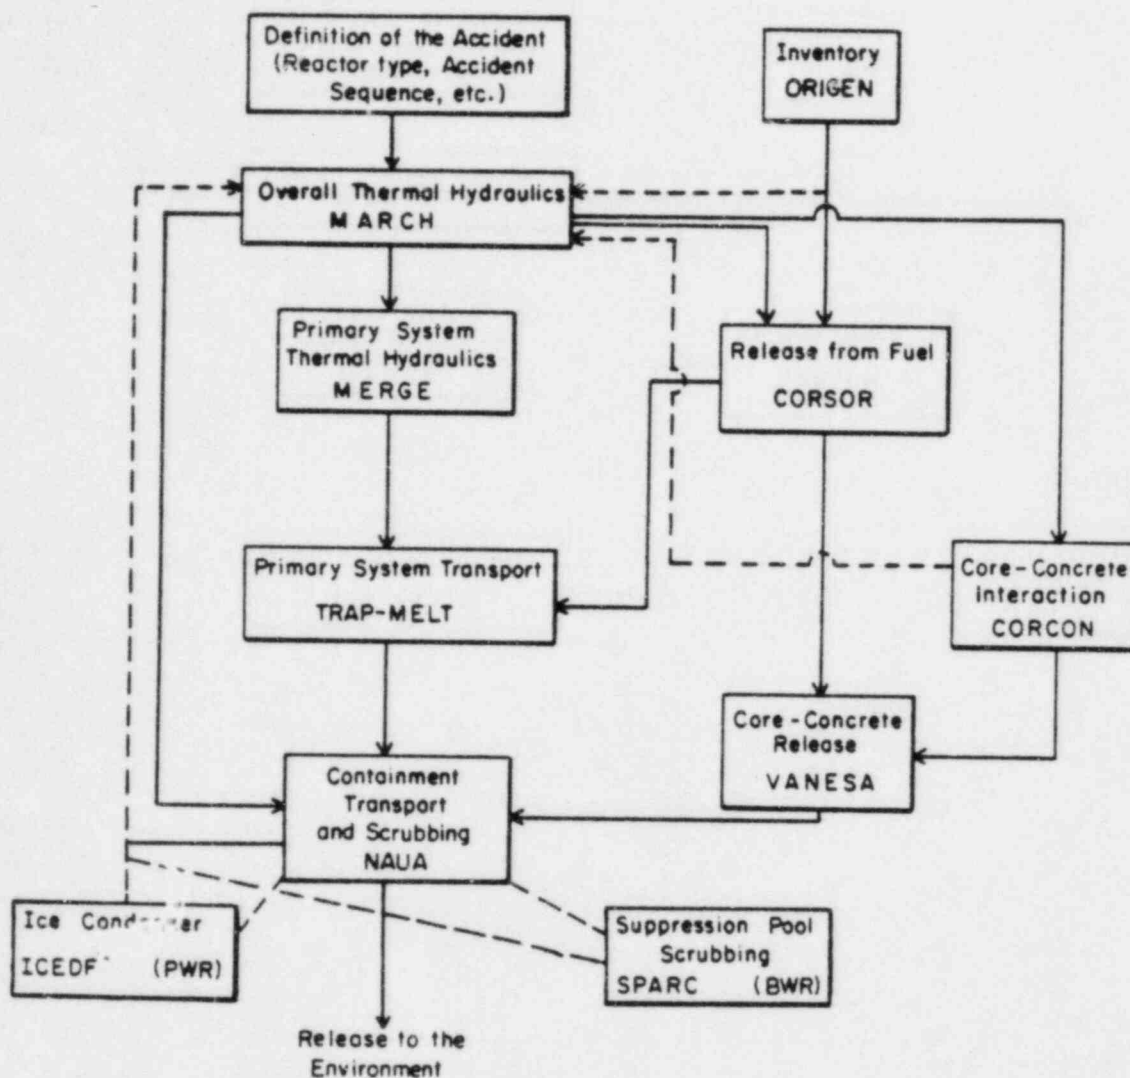 Definition of the Accident
(Reactor type, Accident
Sequence, etc.)
Inventory
ORIGEN
Overall Thermal Hydraulics
MARCH
Primary System
Thermal Hydraulics
MERGE
Release from Fuel
CORSOR
Primary System Transport
TRAP-MELT
Core-Concrete
Interaction
CORCON
Core-Concrete
Release
VANESA
Containment
Transport
and Scrubbing
NAUA
Ice
ICEDF (PWR)
Suppression Pool
Scrubbing
SPARC (BWR)
Release to the
Environment